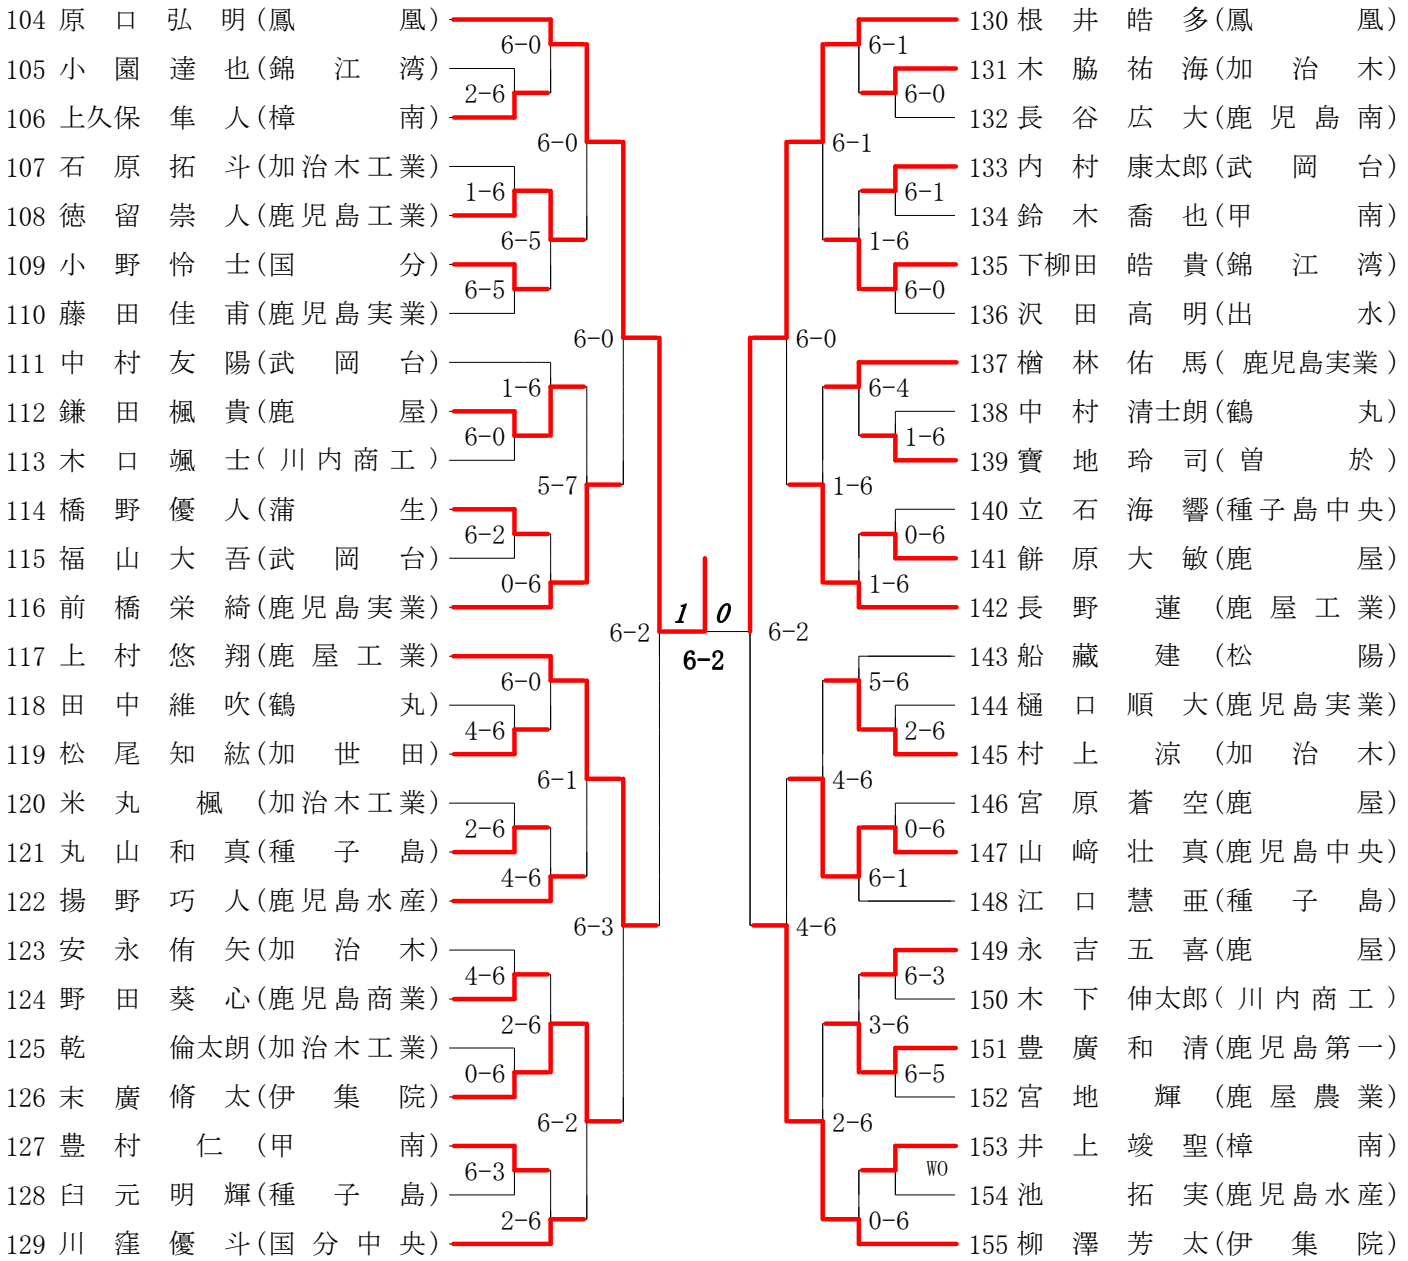 104 原口弘明(鳳凰)
105 小園達也(錦江湾)
106 上久保隼人(樟南)
107 石原拓斗(加治木工業)
108 徳留崇人(鹿児島工業)
109 小野怜士(国分)
110 藤田佳甫(鹿児島実業)
111 中村友陽(武岡台)
112 鎌田楓貴(鹿屋)
113 木口颯士(川内商工)
114 橋野優人(蒲生)
115 福山大吾(武岡台)
116 前橋栄綺(鹿児島実業)
117 上村悠翔(鹿屋工業)
118 田中維吹(鶴丸)
119 松尾知紘(加世田)
120 米丸楓(加治木工業)
121 丸山和真(種子島)
122 揚野巧人(鹿児島水産)
123 安永侑矢(加治木)
124 野田葵心(鹿児島商業)
125 乾倫太朗(加治木工業)
126 末廣脩太(伊集院)
127 豊村仁(甲南)
128 臼元明輝(種子島)
129 川窪優斗(国分中央)
6-0
2-6
1-6
6-5
6-5
1-6
6-0
6-2
0-6
6-0
4-6
2-6
4-6
4-6
2-6
0-6
6-3
2-6
6-0
5-7
6-1
6-2
6-0
6-3
6-2
1 0
6-2
6-2
6-0
4-6
6-1
1-6
4-6
2-6
6-1
6-0
6-1
1-6
6-0
6-4
1-6
0-6
1-6
5-6
2-6
0-6
6-1
6-3
3-6
6-5
WO
0-6
130 根井皓多(鳳凰)
131 木脇祐海(加治木)
132 長谷広大(鹿児島南)
133 内村康太郎(武岡台)
134 鈴木喬也(甲南)
135 下柳田皓貴(錦江湾)
136 沢田高明(出水)
137 楢林佑馬(鹿児島実業)
138 中村清士朗(鶴丸)
139 寶地玲司(曽於)
140 立石海響(種子島中央)
141 餅原大敏(鹿屋)
142 長野蓮(鹿屋工業)
143 船蔵建(松陽)
144 樋口順大(鹿児島実業)
145 村上涼(加治木)
146 宮原蒼空(鹿屋)
147 山﨑壮真(鹿児島中央)
148 江口慧亜(種子島)
149 永吉五喜(鹿屋)
150 木下伸太郎(川内商工)
151 豊廣和清(鹿児島第一)
152 宮地輝(鹿屋農業)
153 井上竣聖(樟南)
154 池拓実(鹿児島水産)
155 柳澤芳太(伊集院)